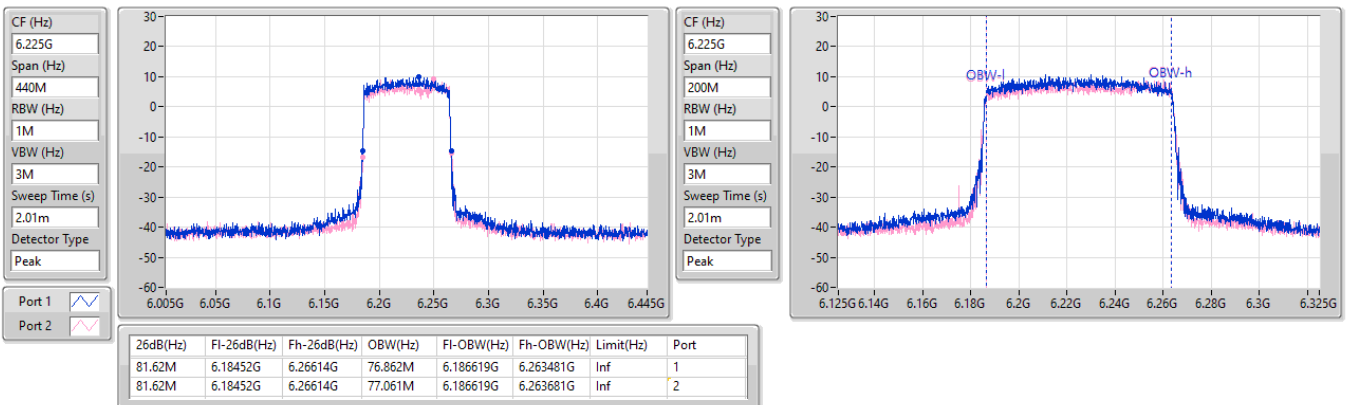 CF (Hz)
6.225G
Span (Hz)
440M
RBW (Hz)
1M
VBW (Hz)
3M
Sweep Time (s)
2.01m
Detector Type
Peak
Port 1
Port 2
30
20
10
0
-10
-20
-30
-40
-50
-60
6.005G 6.05G 6.1G 6.15G 6.2G 6.25G 6.3G 6.35G 6.4G 6.445G
CF (Hz)
6.225G
Span (Hz)
200M
RBW (Hz)
1M
VBW (Hz)
3M
Sweep Time (s)
2.01m
Detector Type
Peak
30
20
10
0
-10
-20
-30
-40
-50
-60
OBW-l OBW-h
6.125G 6.14G 6.16G 6.18G 6.2G 6.22G 6.24G 6.26G 6.28G 6.3G 6.325G
26dB(Hz) Fl-26dB(Hz) Fh-26dB(Hz) OBW(Hz) Fl-OBW(Hz) Fh-OBW(Hz) Limit(Hz) Port
81.62M 6.18452G 6.26614G 76.862M 6.186619G 6.263481G Inf 1
81.62M 6.18452G 6.26614G 77.061M 6.186619G 6.263681G Inf 2